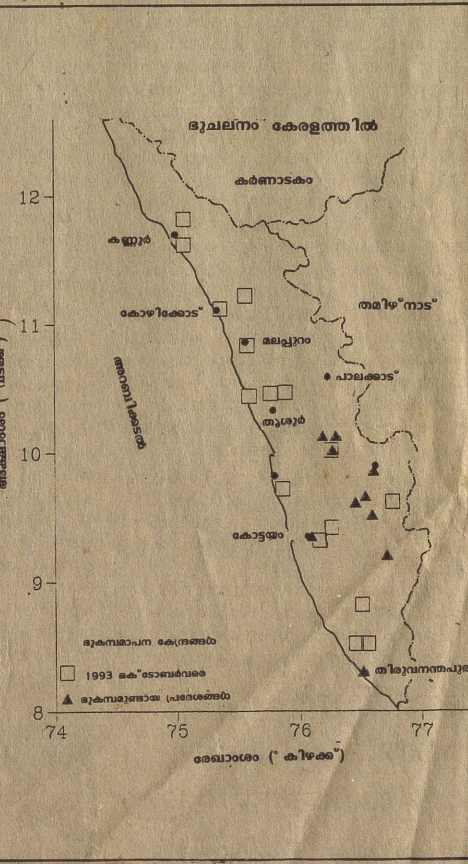 ഭൂചലനം കേരളത്തിൽ
കർണാടകം
12
കണ്ണൂർ
തമിഴ്നാട്
കോഴിക്കോട്
11
മലപ്പുറം
പാലക്കാട്
അറബിക്കടൽ
തൃശൂർ
10
കോട്ടയം
9
ഭൂകമ്പമാപന കേന്ദ്രങ്ങൾ
1993 ഒക്ടോബർവരെ
തിരുവനന്തപു
ഭൂകമ്പമുണ്ടായ പ്രദേശങ്ങൾ
8
74 75 76 77
രേഖാംശം (° കിഴക്ക്)